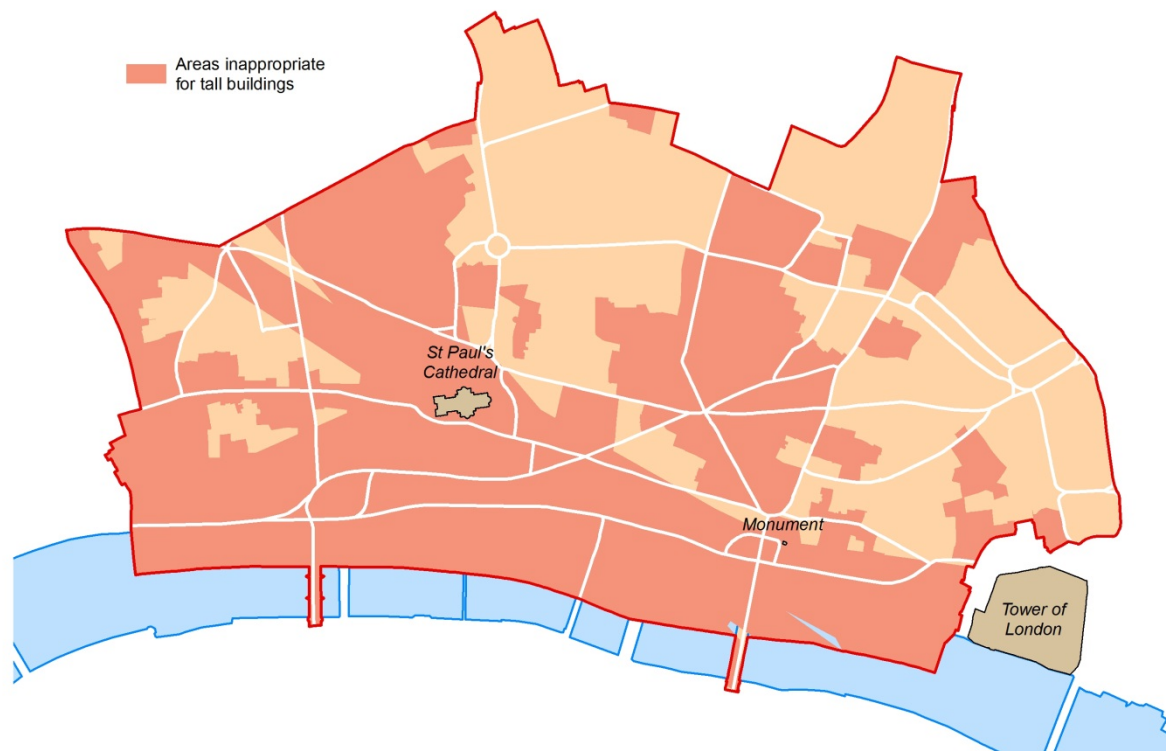 Areas inappropriate
for tall buildings
St Paul's
Cathedral
Monument
Tower of
London